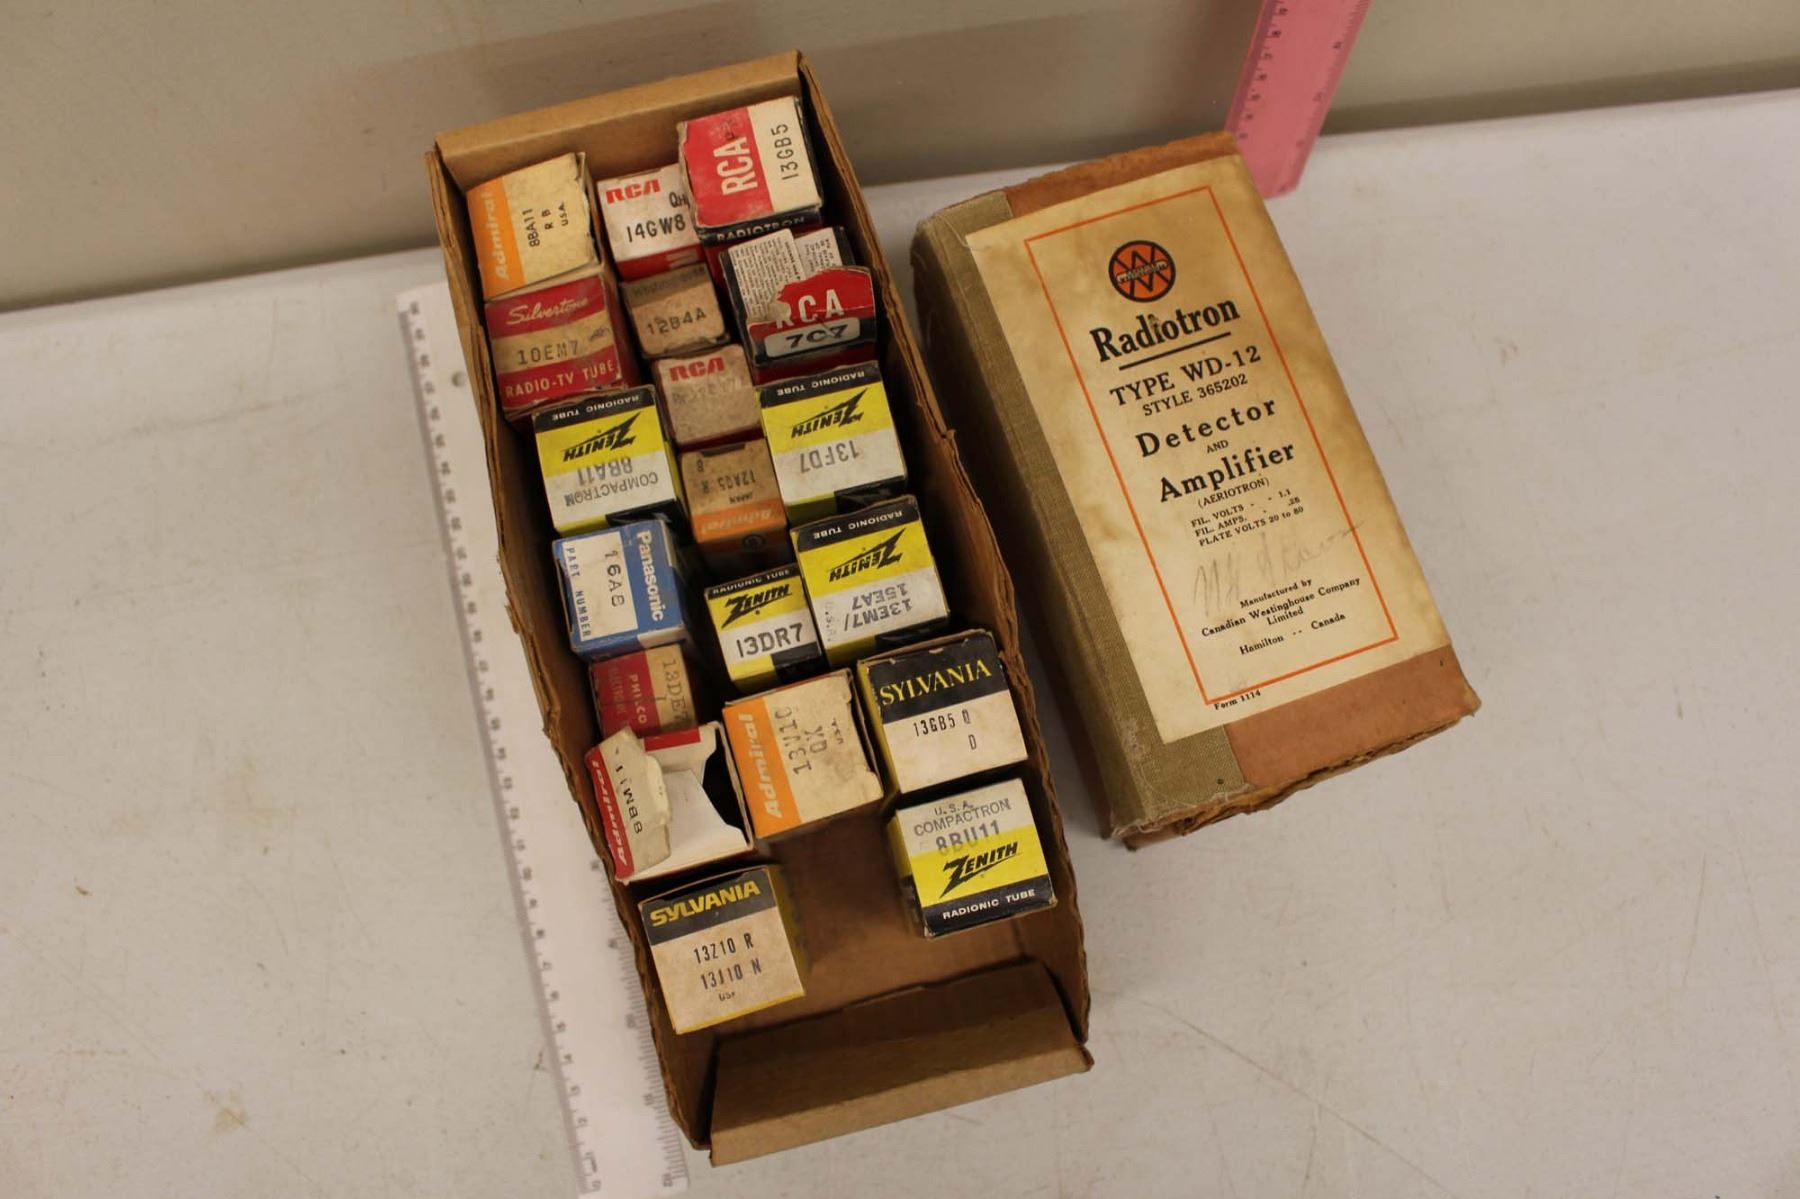 RCA
13GB5
RADIOTRON
Admiral
8BA11
R B
U.S.A.
RCA
14GW8
Silvertone
10EM7
RADIO-TV TUBE
12B4A
RCA
7C7
RCA
RADIONIC TUBE
ZENITH
8BA11
COMPACTRON
RADIONIC TUBE
ZENITH
13FD7
12AQ5 R
8
JAPAN
Admiral
RADIONIC TUBE
ZENITH
13EM7/
15EA7
U.S.A.
Panasonic
16A8
PART NUMBER
RADIONIC TUBE
ZENITH
13DR7
PHILCO
13DE7
SYLVANIA
13GB5 Q
D
Admiral
13V10
QX
U.S.A.
Admiral
U.S.A.
COMPACTRON
8BU11
ZENITH
RADIONIC TUBE
SYLVANIA
13Z10 R
13J10 N
Radiotron
TYPE WD-12
STYLE 365202
Detector
AND
Amplifier
(AERIOTRON)
FIL. VOLTS - - 1.1
FIL. AMPS. - .25
PLATE VOLTS 20 to 80
Manufactured by
Canadian Westinghouse Company
Limited
Hamilton -- Canada
Form 1114